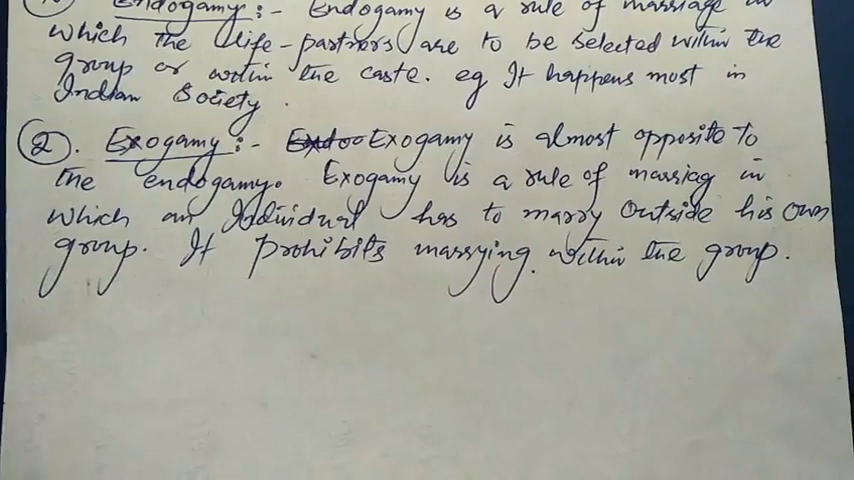 Endogamy :- Endogamy is a rule of marriage in
which the life-partners are to be selected within the
group or within the caste. eg It happens most in
Indian Society.
(2). Exogamy :- Exogamy is almost opposite to
the endogamy. Exogamy is a rule of marriag in
which an Individual has to marry outside his own
group. It prohibits marrying within the group.